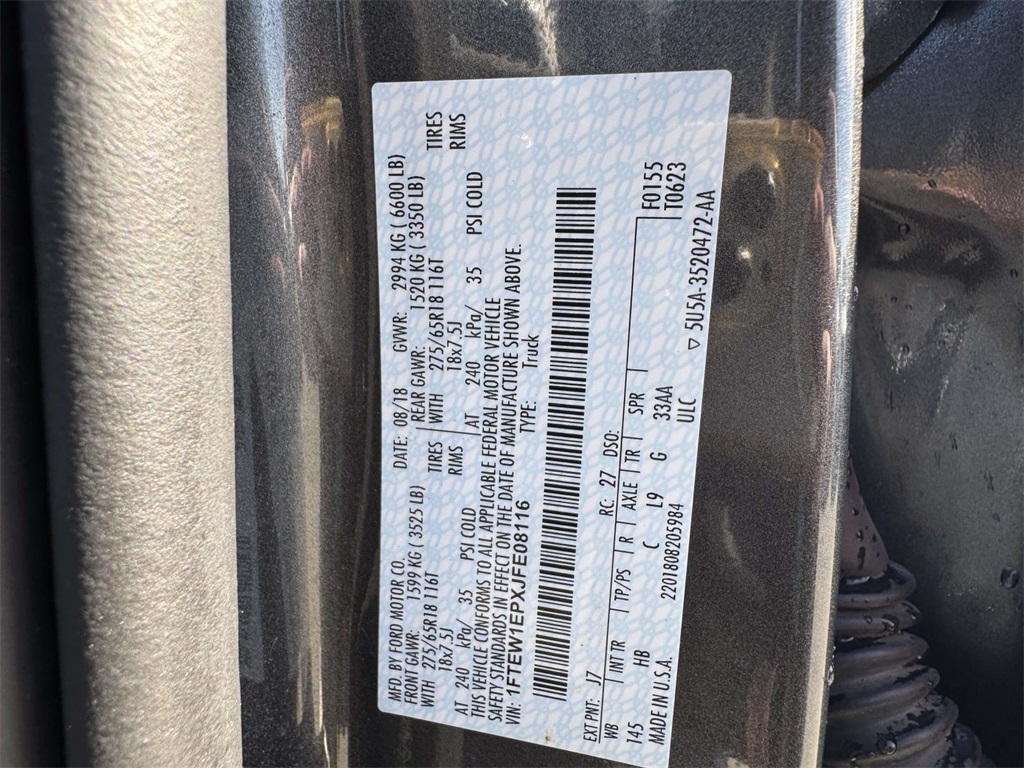 MFD. BY FORD MOTOR CO. DATE: 08/18 GVWR: 2994 KG ( 6600 LB)
FRONT GAWR: 1599 KG ( 3525 LB) REAR GAWR: 1520 KG ( 3350 LB)
WITH 275/65R18 116T TIRES WITH 275/65R18 116T TIRES
18x7.5J RIMS 18x7.5J RIMS
AT 240 kPa/ 35 PSI COLD AT 240 kPa/ 35 PSI COLD
THIS VEHICLE CONFORMS TO ALL APPLICABLE FEDERAL MOTOR VEHICLE
SAFETY STANDARDS IN EFFECT ON THE DATE OF MANUFACTURE SHOWN ABOVE.
VIN: 1FTEW1EPXJFE08116 TYPE: Truck
EXT PNT: J7 RC: 27 DSO: F0155
WB INT TR TP/PS R AXLE TR SPR T0623
145 HB C L9 G 33AA
MADE IN U.S.A. 2201808205984 ULC
▽ 5U5A-3520472-AA